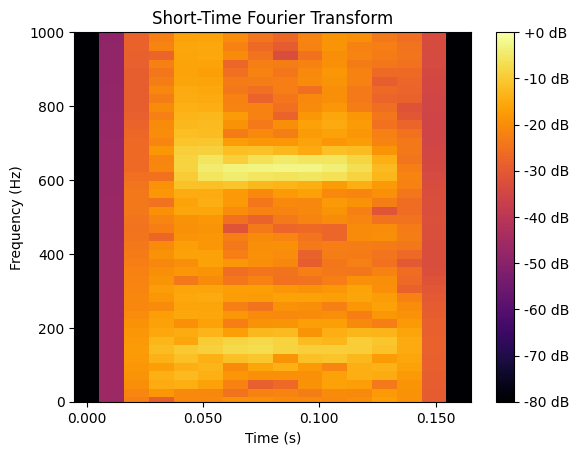 Short-Time Fourier Transform
1000
800
600
400
200
0
Frequency (Hz)
0.000
0.050
0.100
0.150
Time (s)
+0 dB
-10 dB
-20 dB
-30 dB
-40 dB
-50 dB
-60 dB
-70 dB
-80 dB